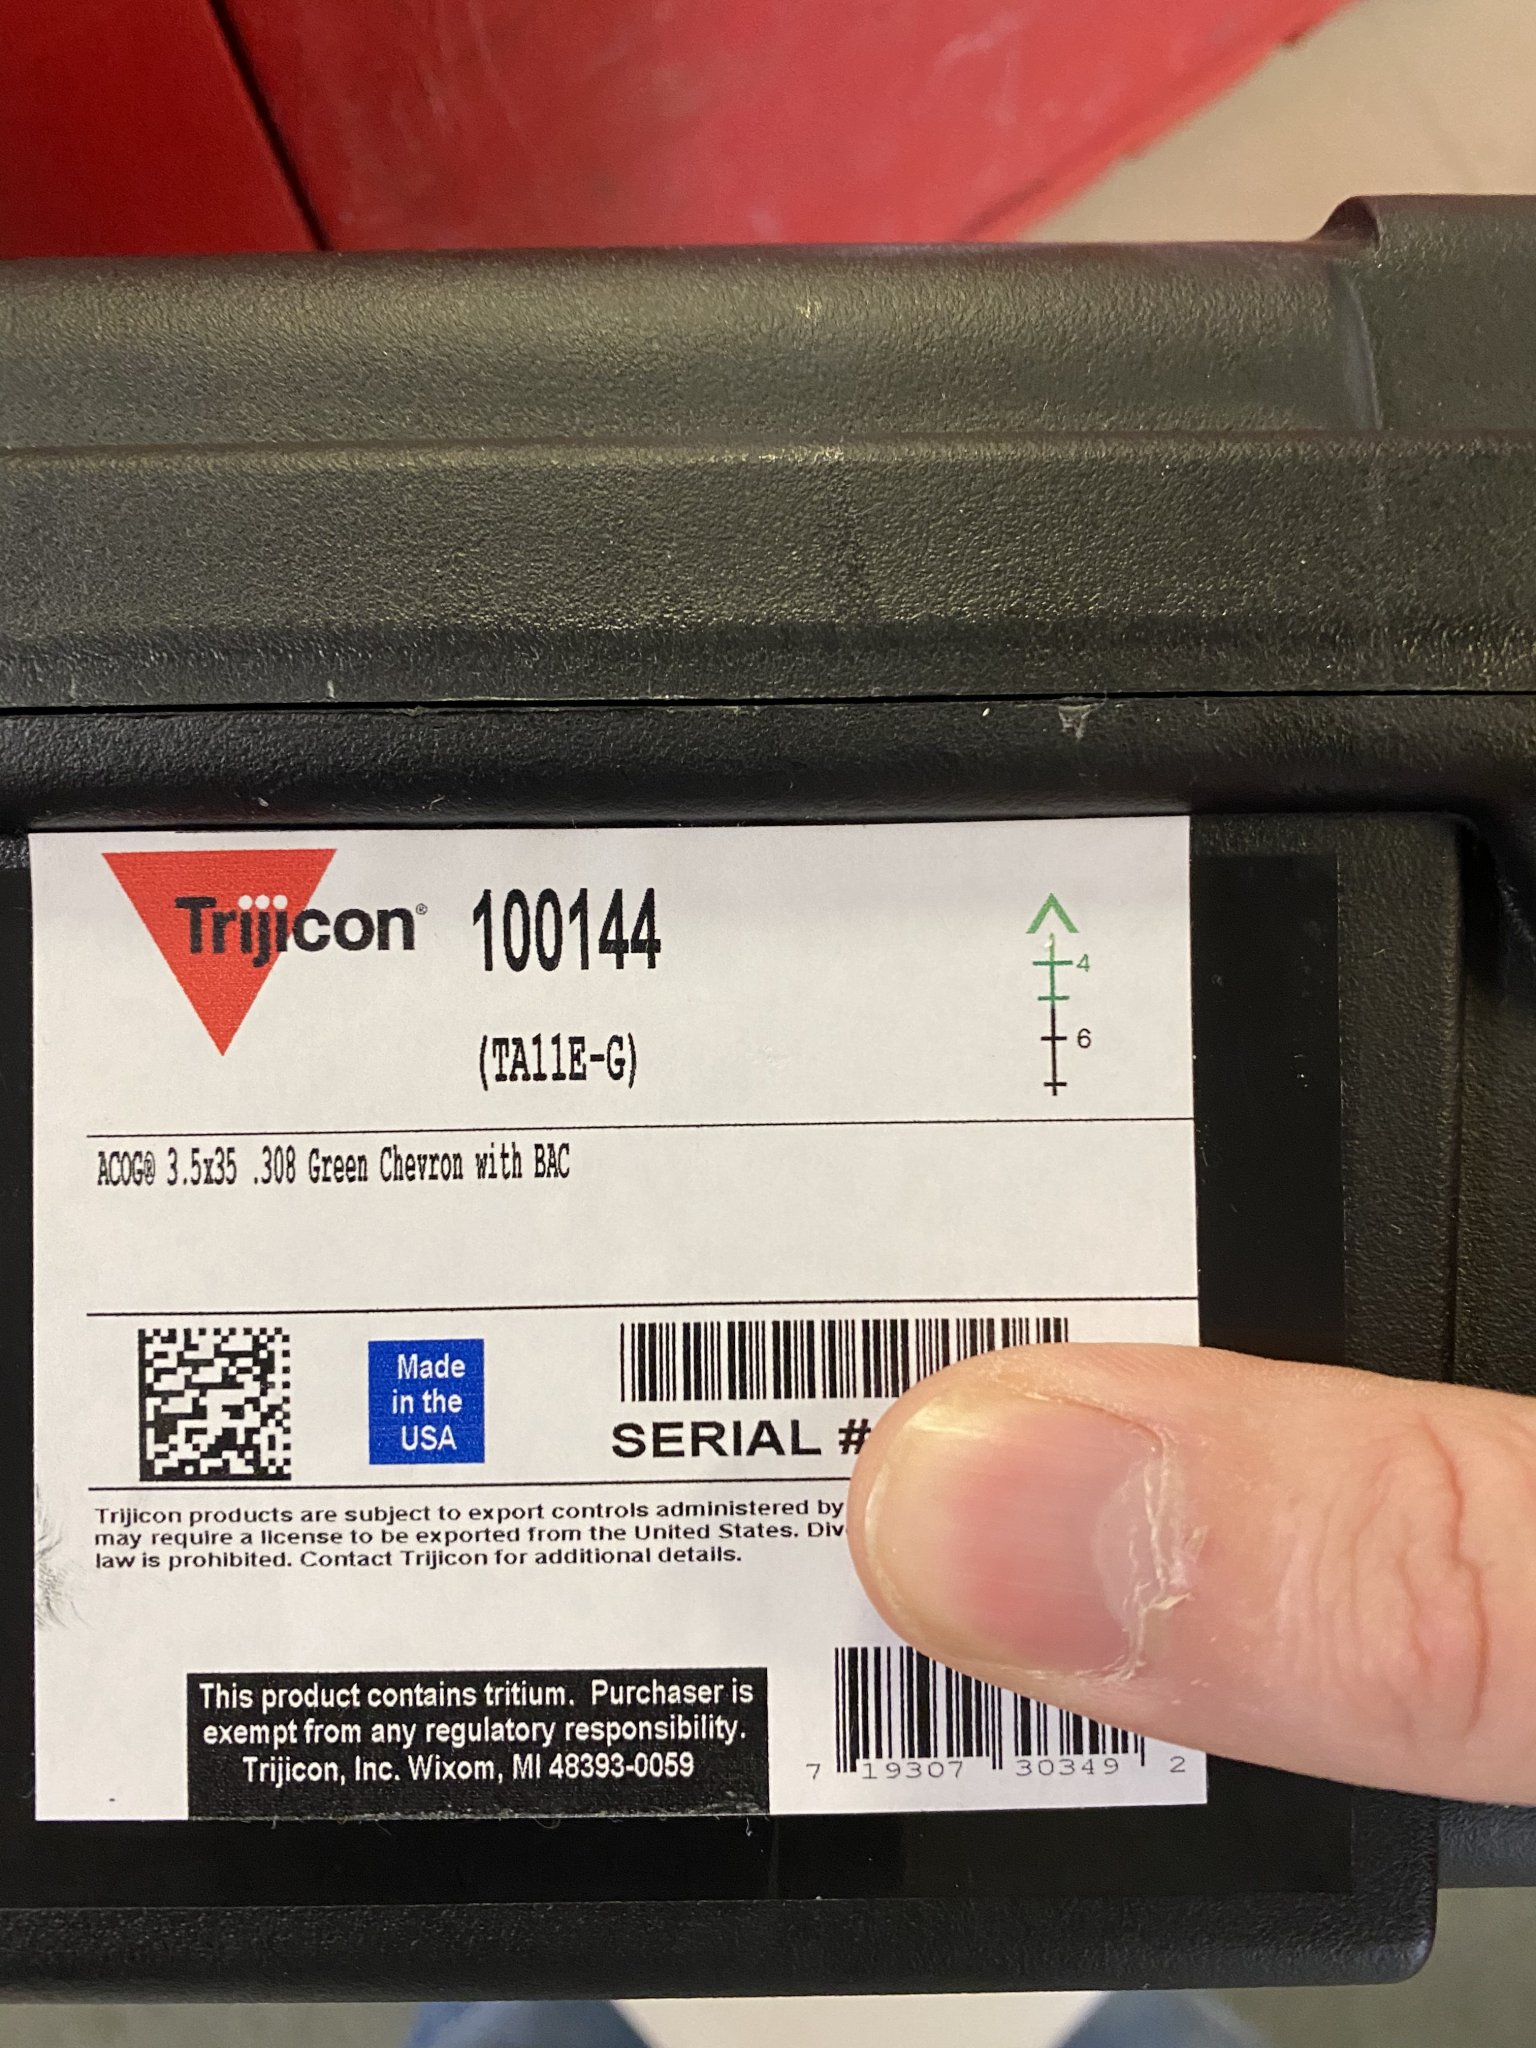 Trijicon®
100144
(TA11E-G)
4
6
ACOG® 3.5x35 .308 Green Chevron with BAC
Made
in the
USA
SERIAL #
Trijicon products are subject to export controls administered by
may require a license to be exported from the United States.
law is prohibited. Contact Trijicon for additional details.
This product contains tritium. Purchaser is
exempt from any regulatory responsibility.
Trijicon, Inc. Wixom, MI 48393-0059
7 19307 30349 2